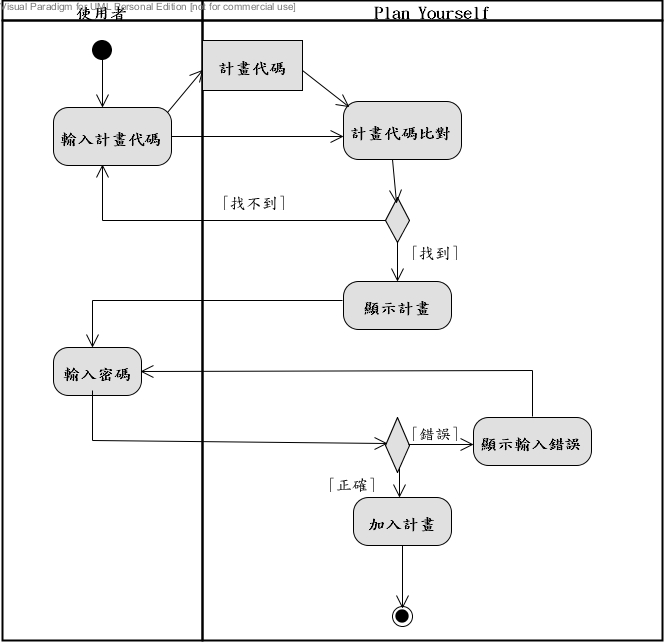 Visual Paradigm for UML Personal Edition [not for commercial use]
使用者
Plan Yourself
計畫代碼
輸入計畫代碼
計畫代碼比對
「找不到」
「找到」
顯示計畫
輸入密碼
「錯誤」
顯示輸入錯誤
「正確」
加入計畫